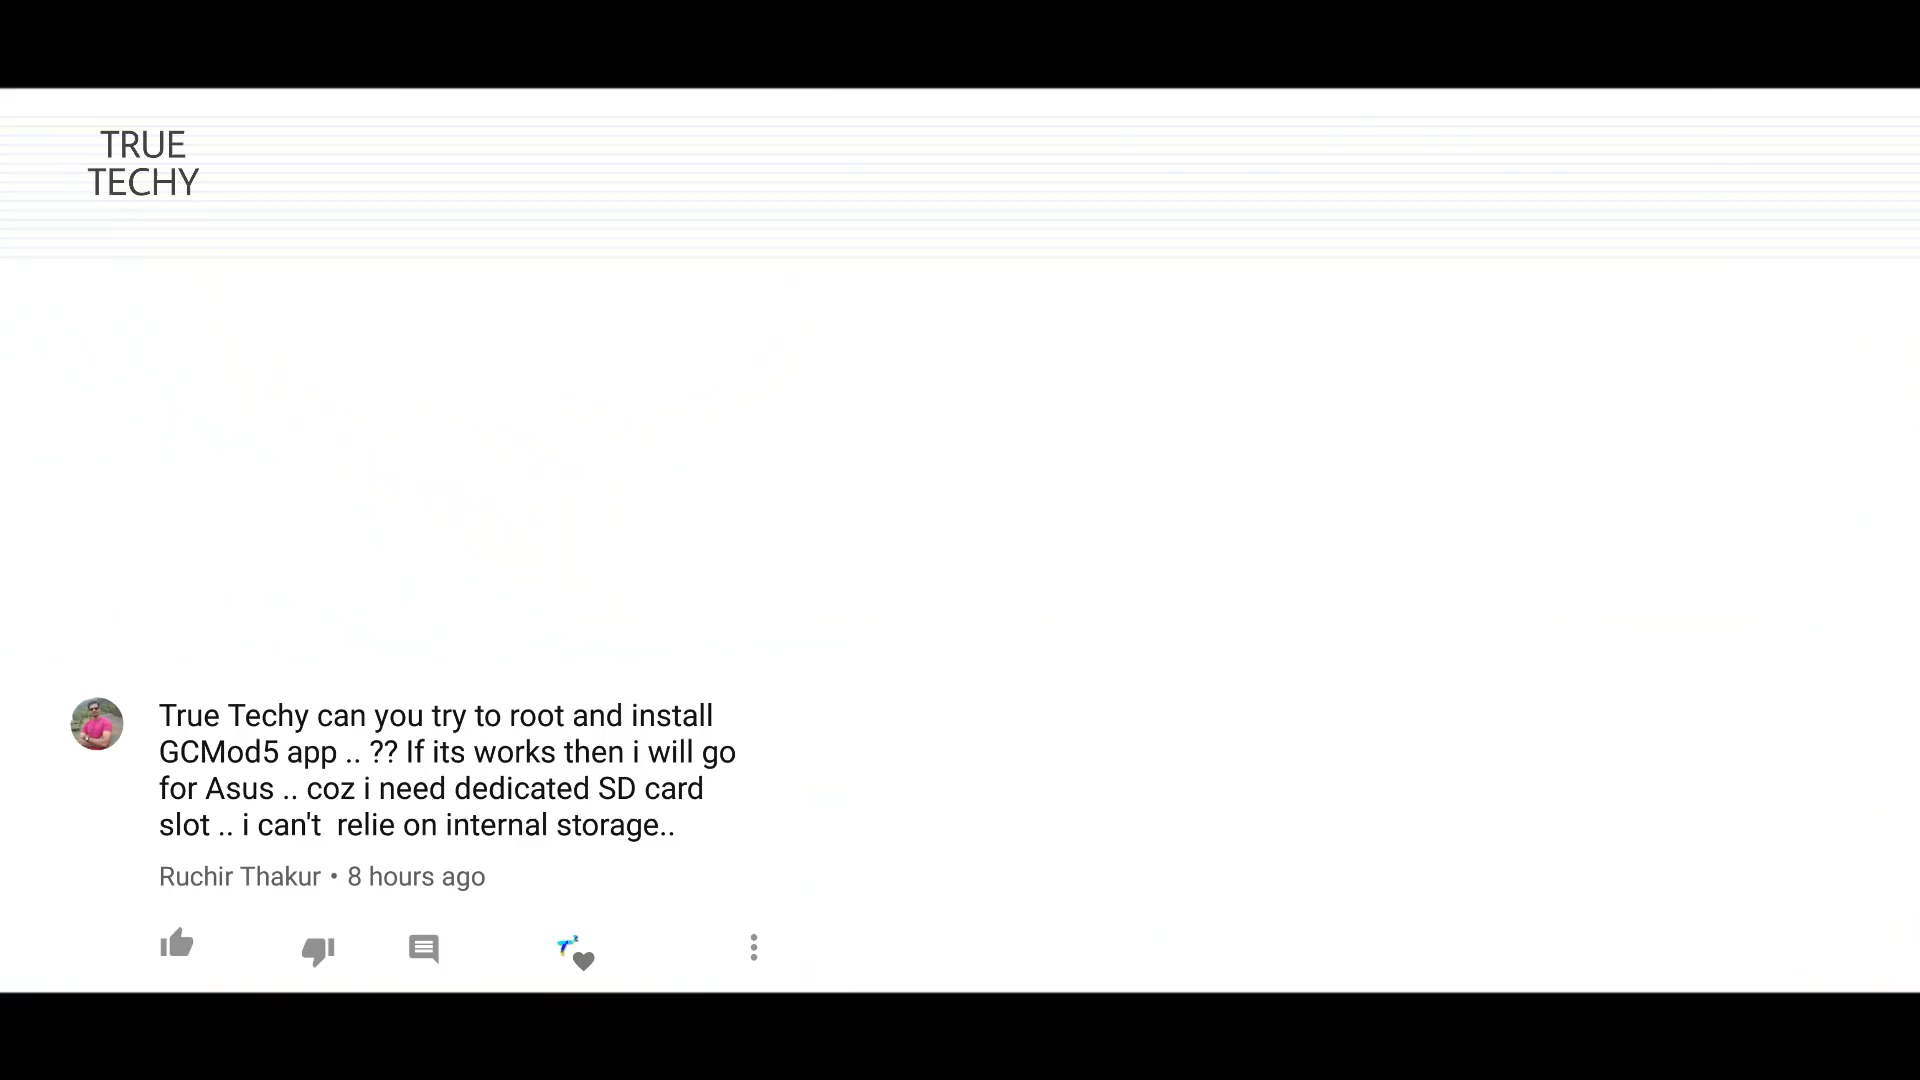 TRUE
TECHY
True Techy can you try to root and install
GCMod5 app .. ?? If its works then i will go
for Asus .. coz i need dedicated SD card
slot .. i can't  relie on internal storage..
Ruchir Thakur • 8 hours ago